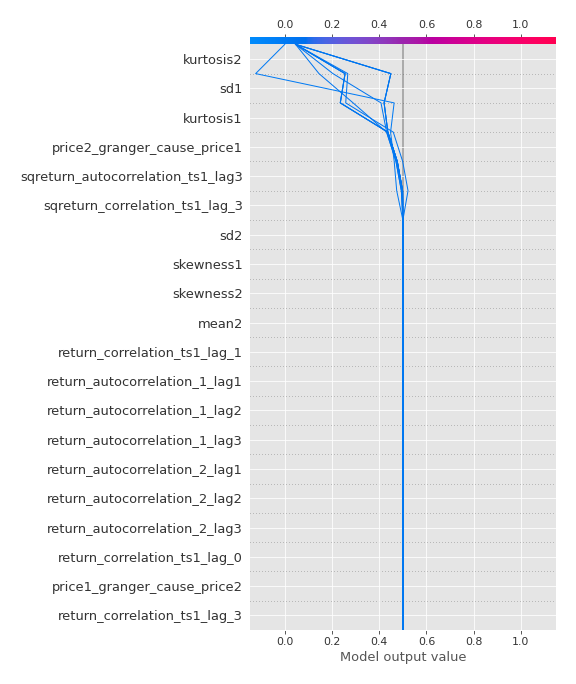 0.0 0.2 0.4 0.6 0.8 1.0
kurtosis2
sd1
kurtosis1
price2_granger_cause_price1
sqreturn_autocorrelation_ts1_lag3
sqreturn_correlation_ts1_lag_3
sd2
skewness1
skewness2
mean2
return_correlation_ts1_lag_1
return_autocorrelation_1_lag1
return_autocorrelation_1_lag2
return_autocorrelation_1_lag3
return_autocorrelation_2_lag1
return_autocorrelation_2_lag2
return_autocorrelation_2_lag3
return_correlation_ts1_lag_0
price1_granger_cause_price2
return_correlation_ts1_lag_3
0.0 0.2 0.4 0.6 0.8 1.0
Model output value